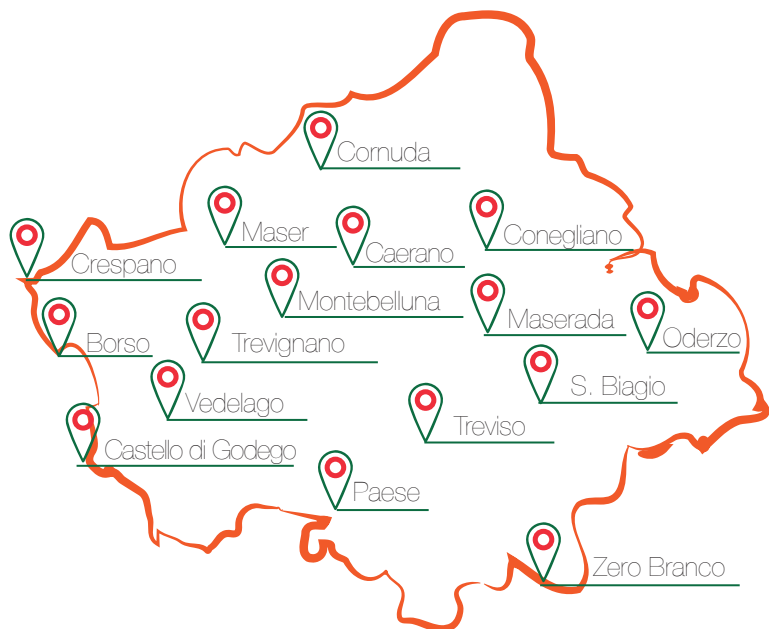 Cornuda
Maser
Caerano
Conegliano
Crespano
Montebelluna
Maserada
Borso
Trevignano
Oderzo
Vedelago
S. Biagio
Castello di Godego
Treviso
Paese
Zero Branco